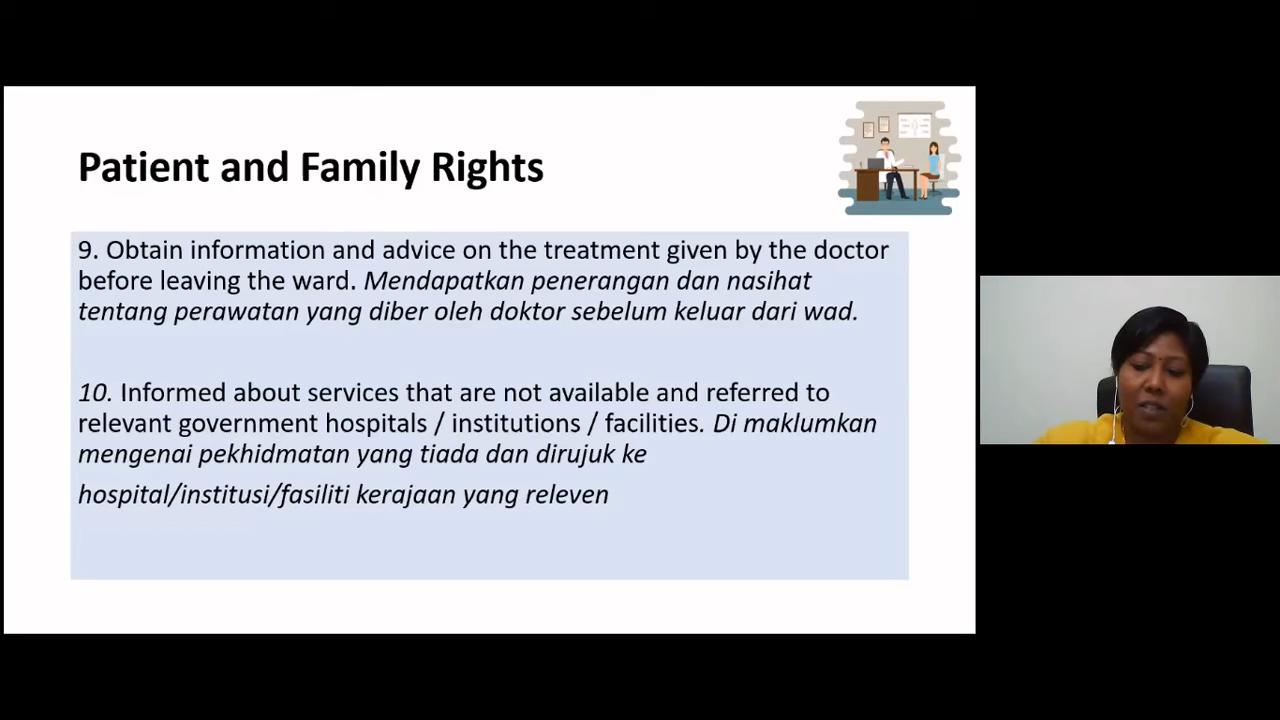 Patient and Family Rights
9. Obtain information and advice on the treatment given by the doctor
before leaving the ward. Mendapatkan penerangan dan nasihat
tentang perawatan yang diber oleh doktor sebelum keluar dari wad.
10. Informed about services that are not available and referred to
relevant government hospitals / institutions / facilities. Di maklumkan
mengenai pekhidmatan yang tiada dan dirujuk ke
hospital/institusi/fasiliti kerajaan yang releven